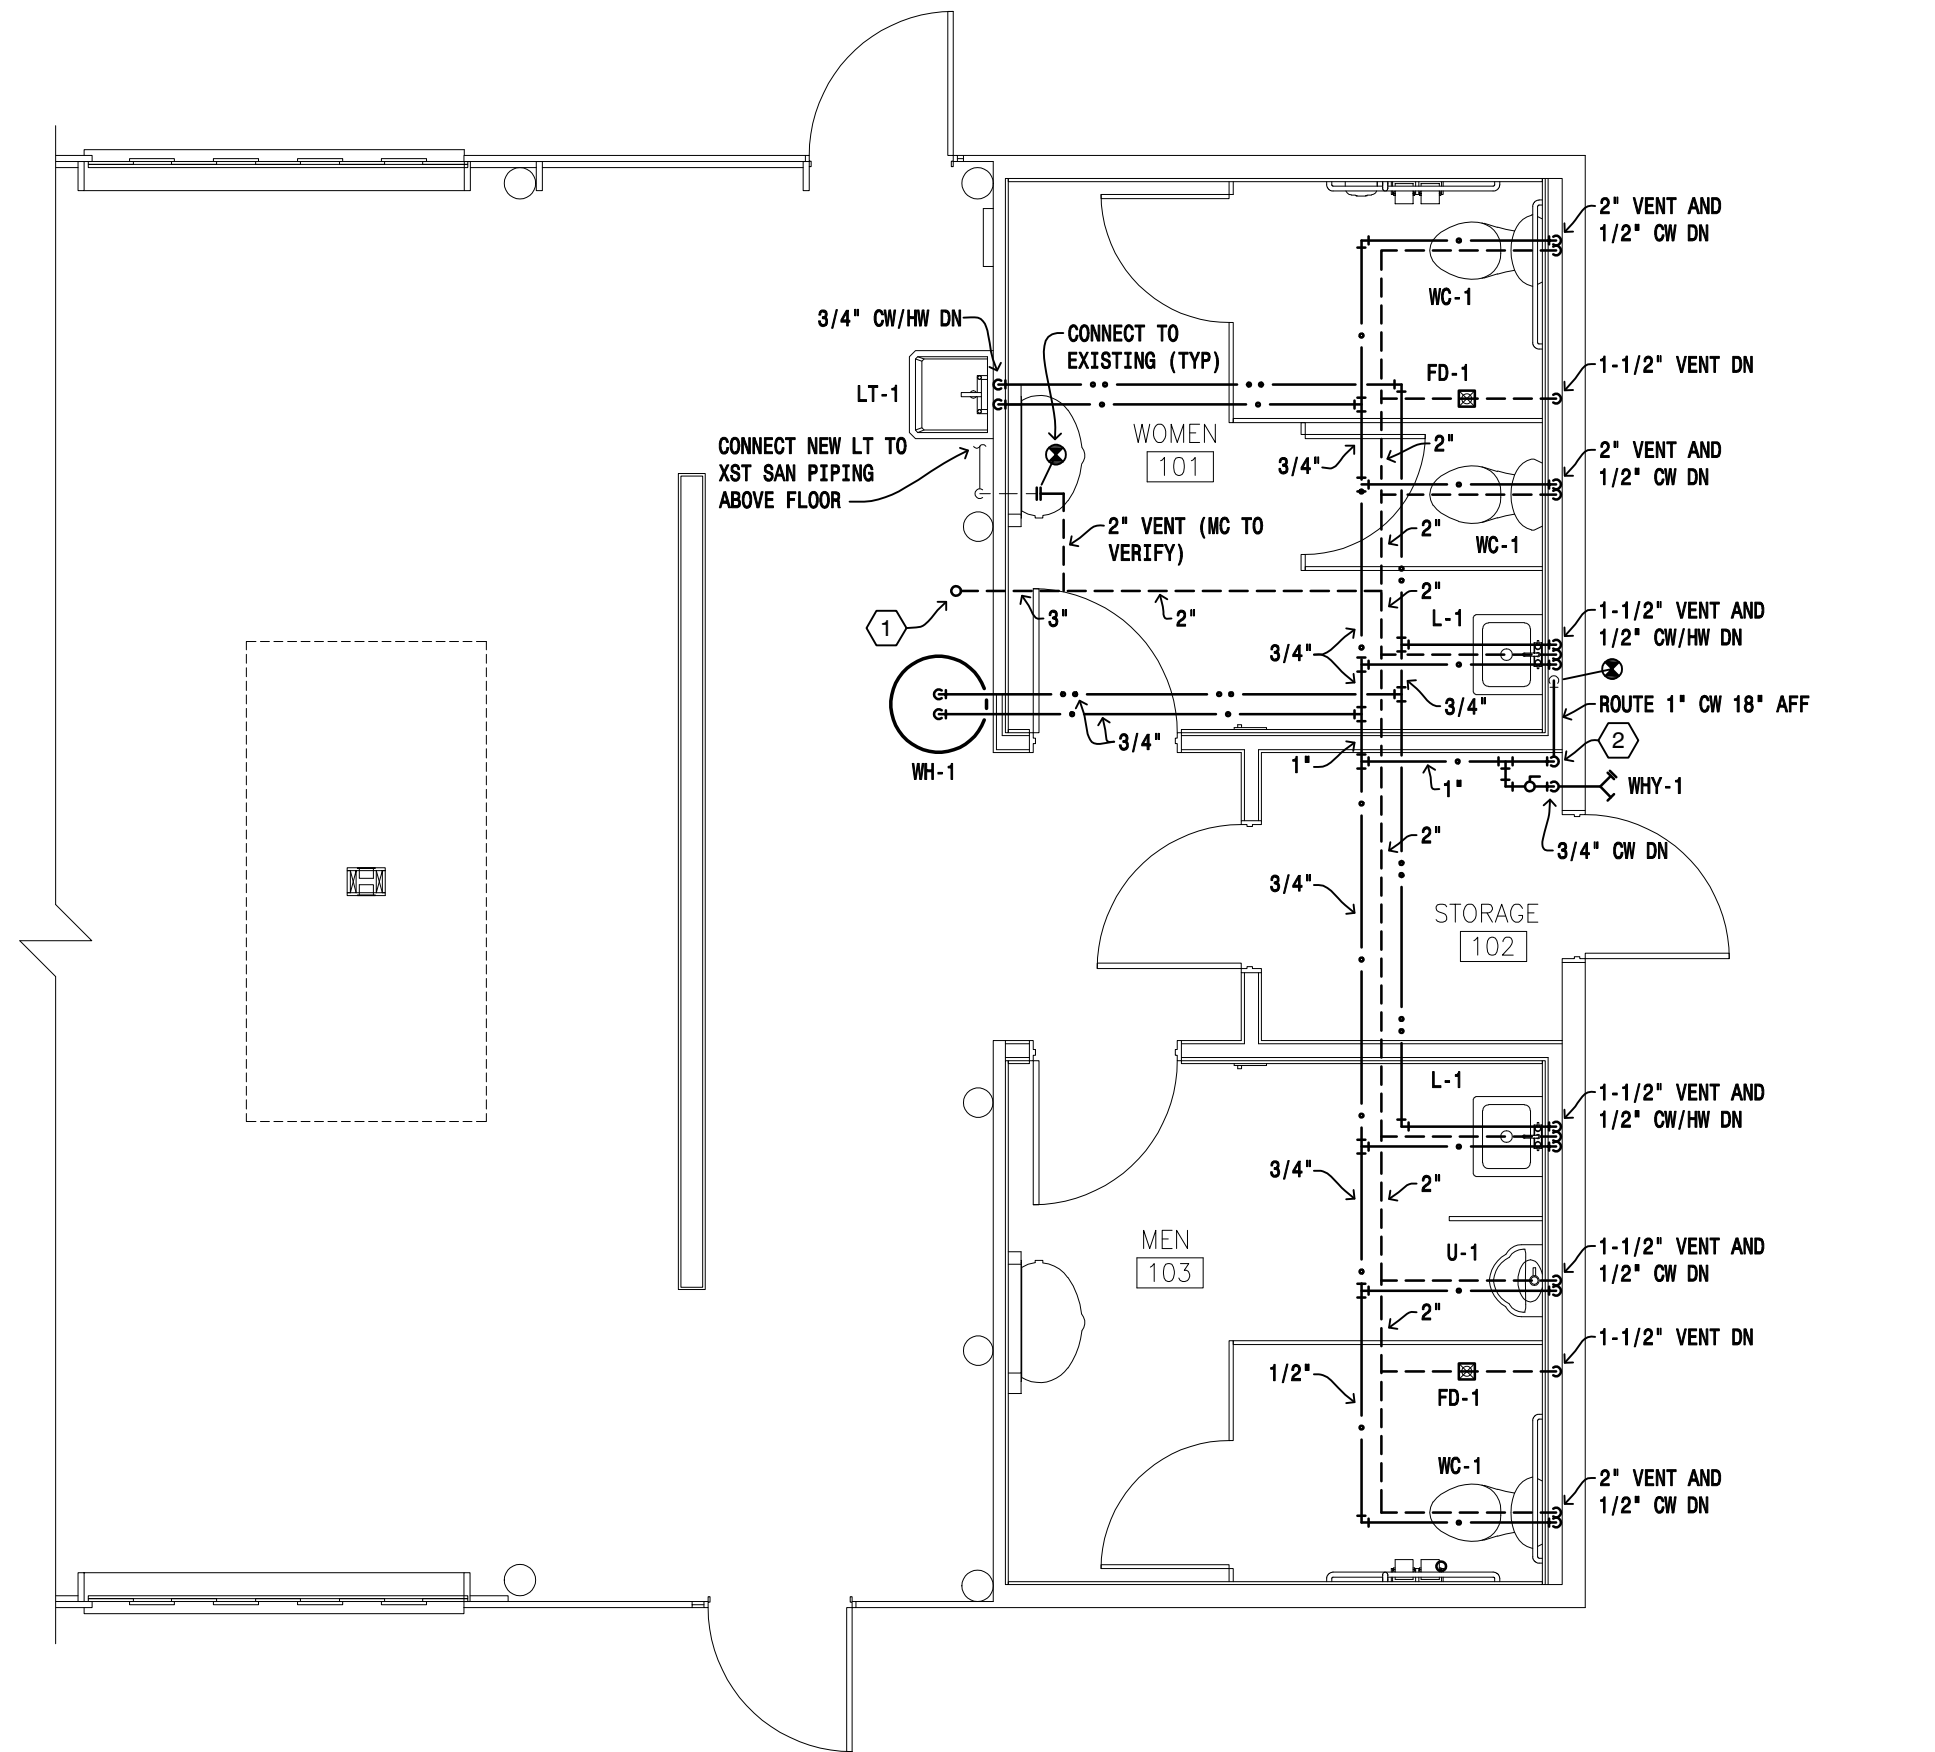 2" VENT AND
1/2" CW DN
WC-1
3/4" CW/HW DN
CONNECT TO
EXISTING (TYP)
1-1/2" VENT DN
FD-1
LT-1
WOMEN
101
2"
3/4"
2" VENT AND
1/2" CW DN
CONNECT NEW LT TO
XST SAN PIPING
ABOVE FLOOR
2" VENT (MC TO
VERIFY)
2"
WC-1
2"
1
3"
2"
L-1
1-1/2" VENT AND
1/2" CW/HW DN
3/4"
3/4"
ROUTE 1" CW 18" AFF
3/4"
2
WH-1
1"
1"
WHY-1
2"
3/4" CW DN
3/4"
STORAGE
102
L-1
1-1/2" VENT AND
1/2" CW/HW DN
3/4"
2"
MEN
103
U-1
1-1/2" VENT AND
1/2" CW DN
2"
1-1/2" VENT DN
1/2"
FD-1
WC-1
2" VENT AND
1/2" CW DN